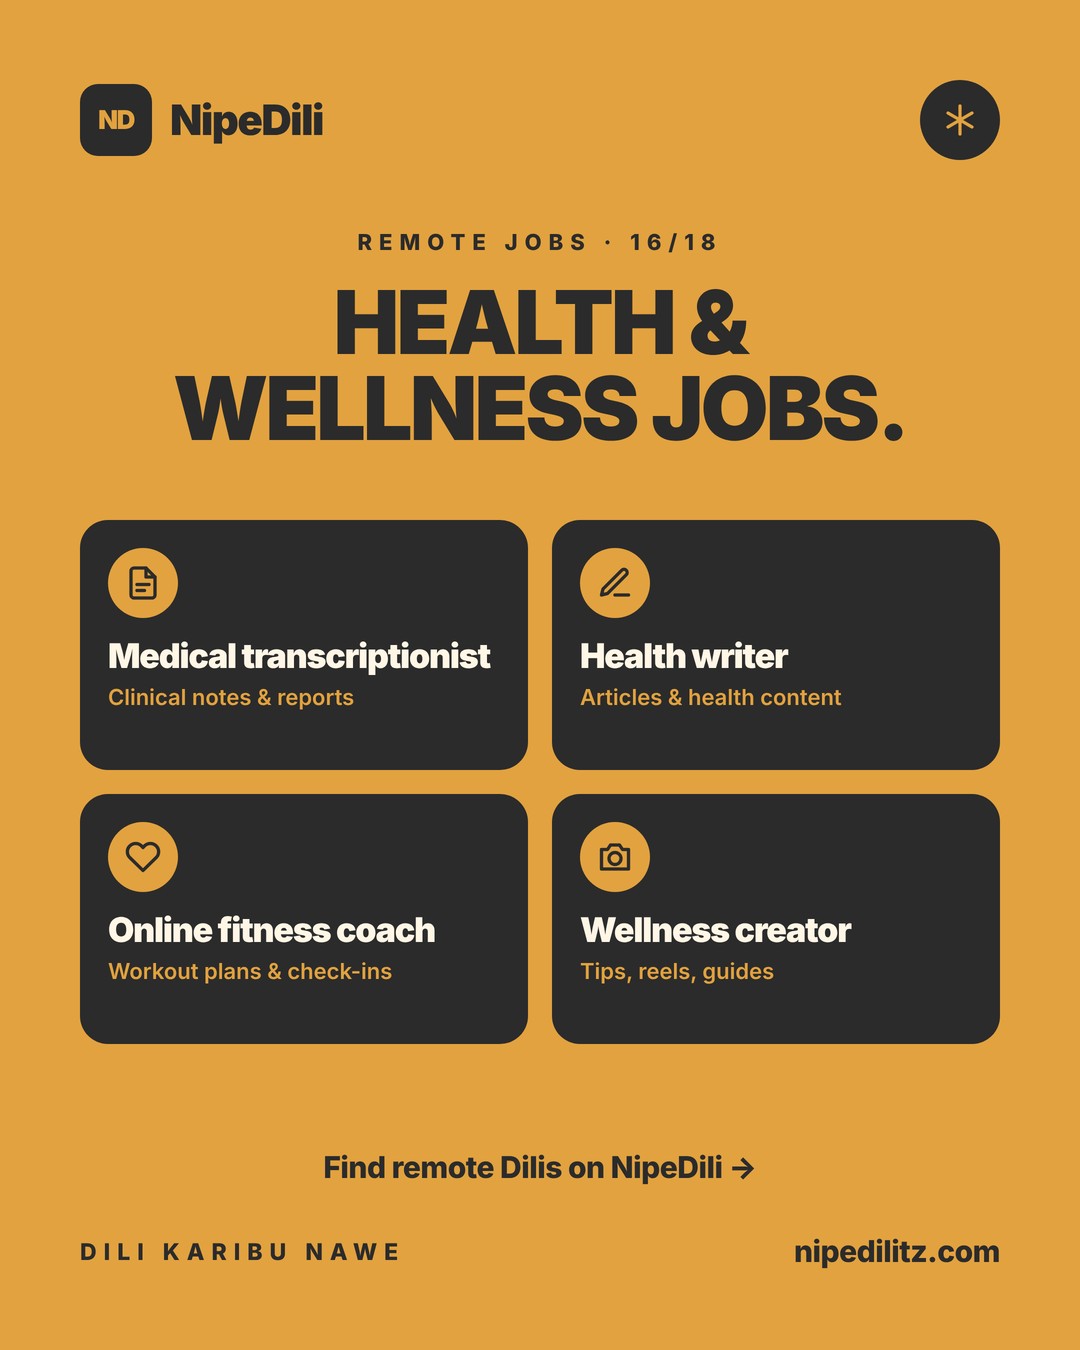 ND NipeDili
REMOTE JOBS · 16/18
HEALTH &
WELLNESS JOBS.
Medical transcriptionist
Clinical notes & reports
Health writer
Articles & health content
Online fitness coach
Workout plans & check-ins
Wellness creator
Tips, reels, guides
Find remote Dilis on NipeDili →
DILI KARIBU NAWE
nipedilitz.com